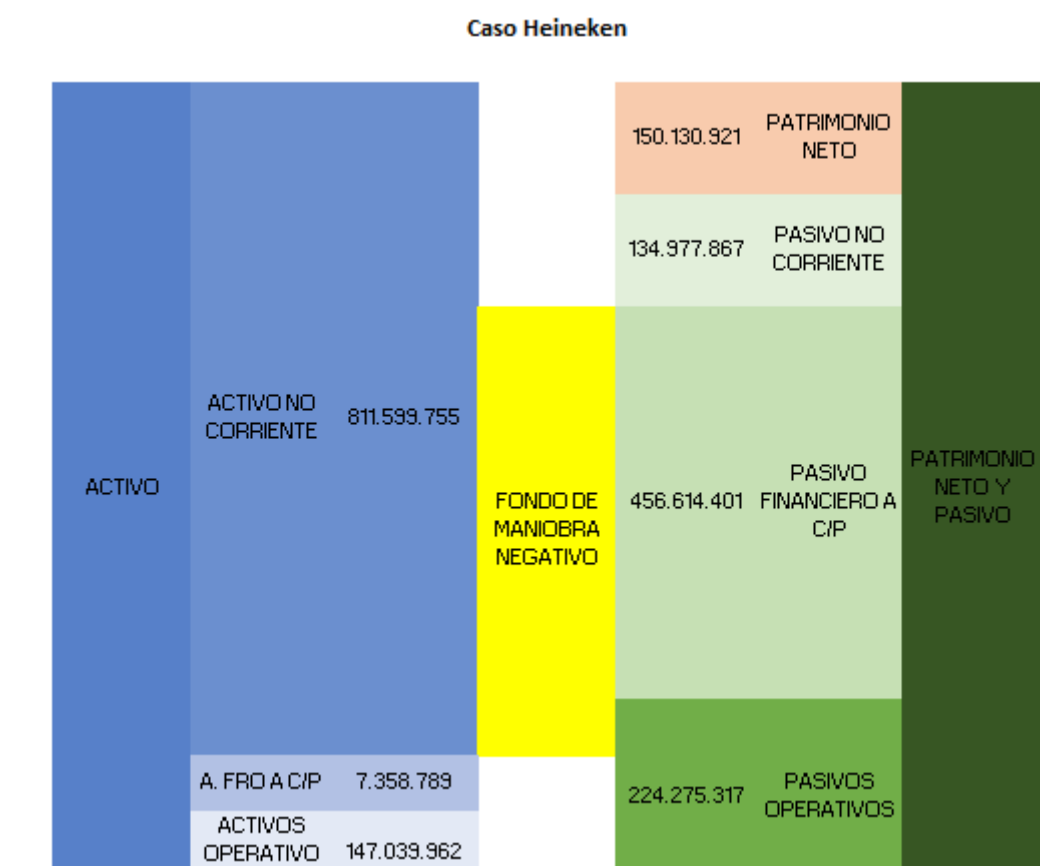 Caso Heineken
ACTIVO
ACTIVO NO
CORRIENTE
811.599.755
A. FRO A C/P
7.358.789
ACTIVOS
OPERATIVO
147.039.962
FONDO DE
MANIOBRA
NEGATIVO
150.130.921
PATRIMONIO
NETO
134.977.867
PASIVO NO
CORRIENTE
456.614.401
PASIVO
FINANCIERO A
C/P
224.275.317
PASIVOS
OPERATIVOS
PATRIMONIO
NETO Y
PASIVO